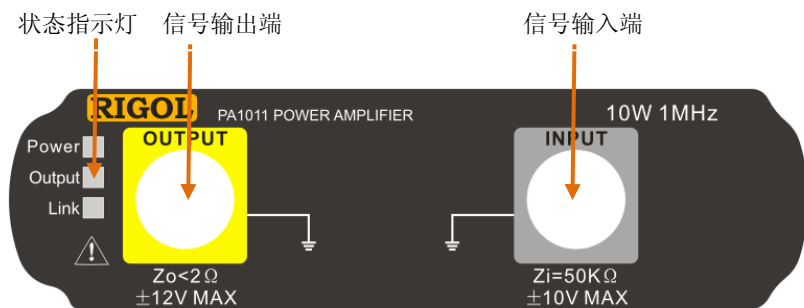 状态指示灯 信号输出端 信号输入端
RIGOL PA1011 POWER AMPLIFIER 10W 1MHz
OUTPUT INPUT
Power
Output
Link
Zo<2Ω Zi=50KΩ
±12V MAX ±10V MAX